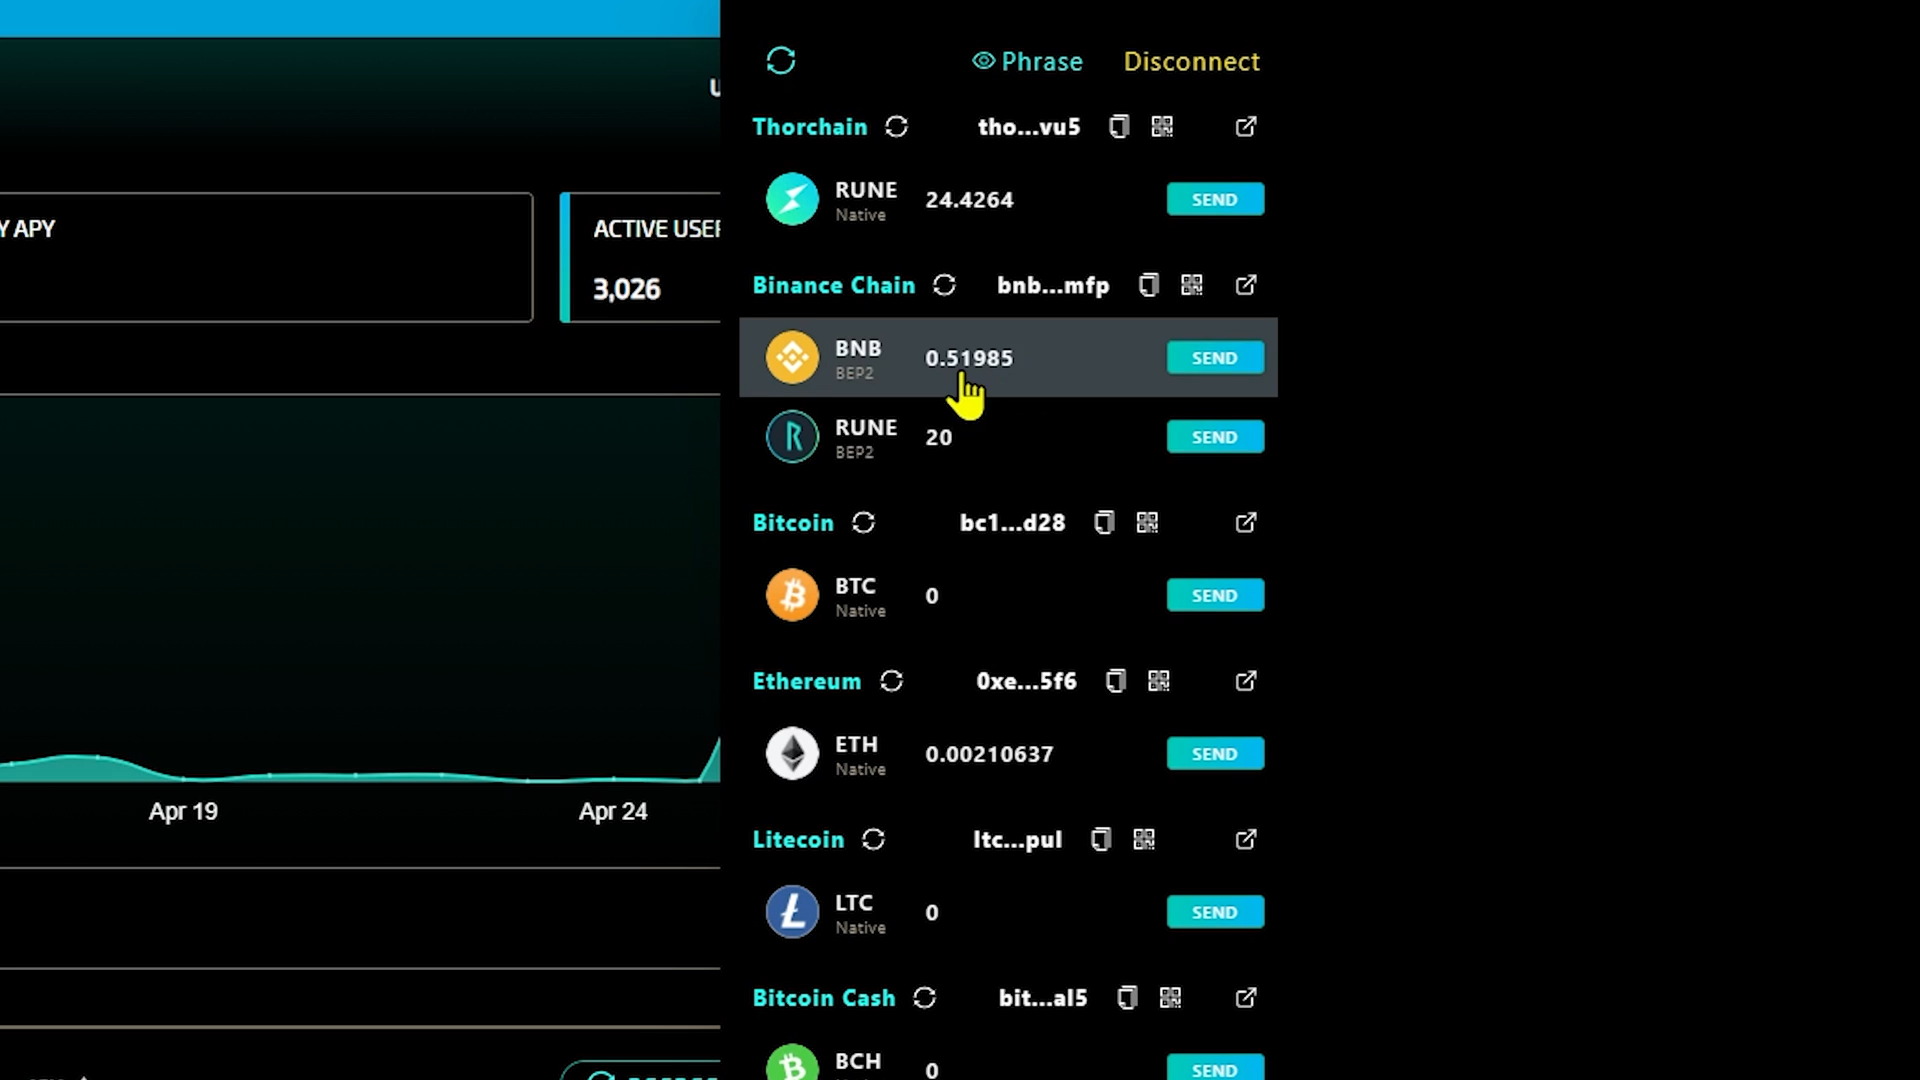 Phrase
Disconnect
Thorchain
tho...vu5
RUNE
Native
24.4264
SEND
Y APY
ACTIVE USER
3,026
Binance Chain
bnb...mfp
BNB
BEP2
0.51985
SEND
RUNE
BEP2
20
SEND
Bitcoin
bc1...d28
BTC
Native
0
SEND
Ethereum
0xe...5f6
ETH
Native
0.00210637
SEND
Apr 19
Apr 24
Litecoin
ltc...pul
LTC
Native
0
SEND
Bitcoin Cash
bit...al5
BCH
0
SEND